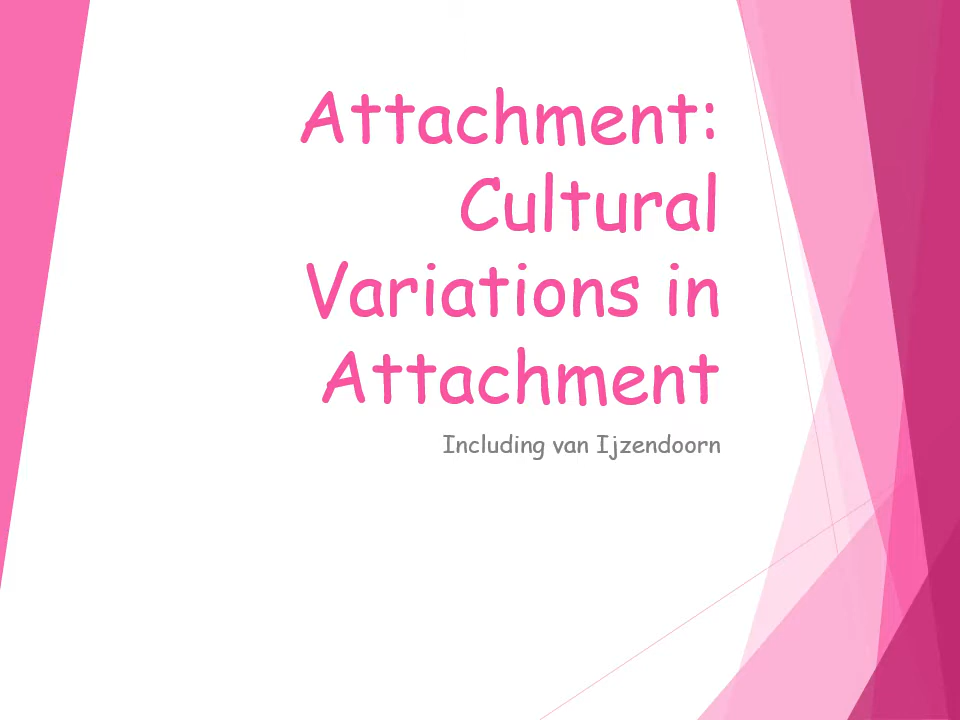 Attachment:
Cultural
Variations in
Attachment
Including van Ijzendoorn